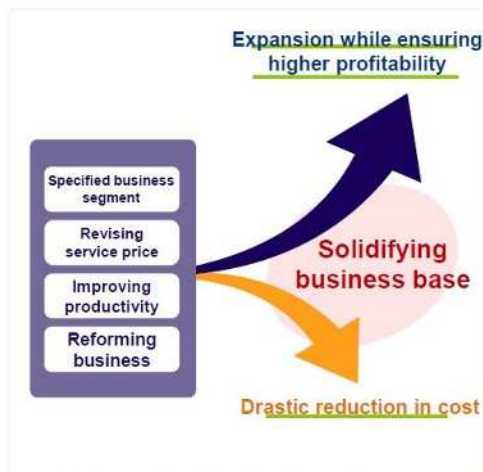 Expansion while ensuring
higher profitability
Specified business
segment
Revising
service price
Improving
productivity
Reforming
business
Solidifying
business base
Drastic reduction in cost